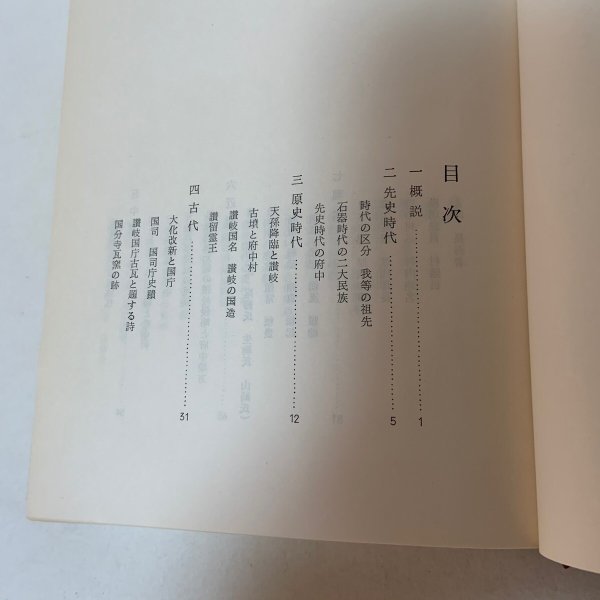 目次
一 概説……………………1
二 先史時代……………………5
時代の区分 我等の祖先
石器時代の二大民族
先史時代の府中
三 原史時代……………………12
天孫降臨と讃岐
古墳と府中村
讃岐国名 讃岐の国造
讃留霊王
四 古代……………………31
大化改新と国庁
国司 国司庁史蹟
讃岐国庁古瓦と題する詩
国分寺瓦窯の跡